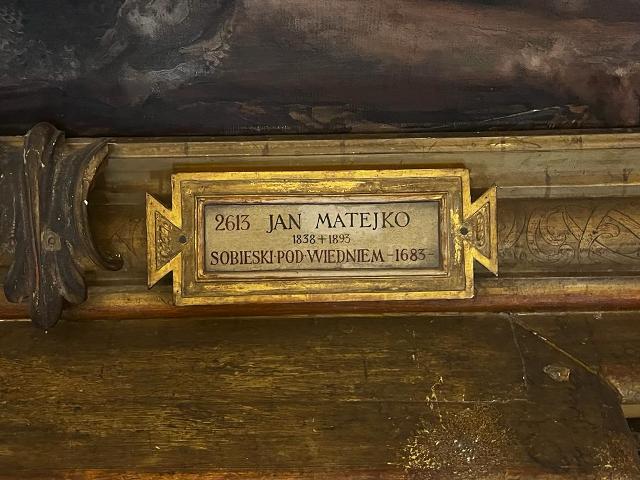 2613 JAN MATEJKO
1838+1893
SOBIESKI·POD·WIEDNIEM-1683-